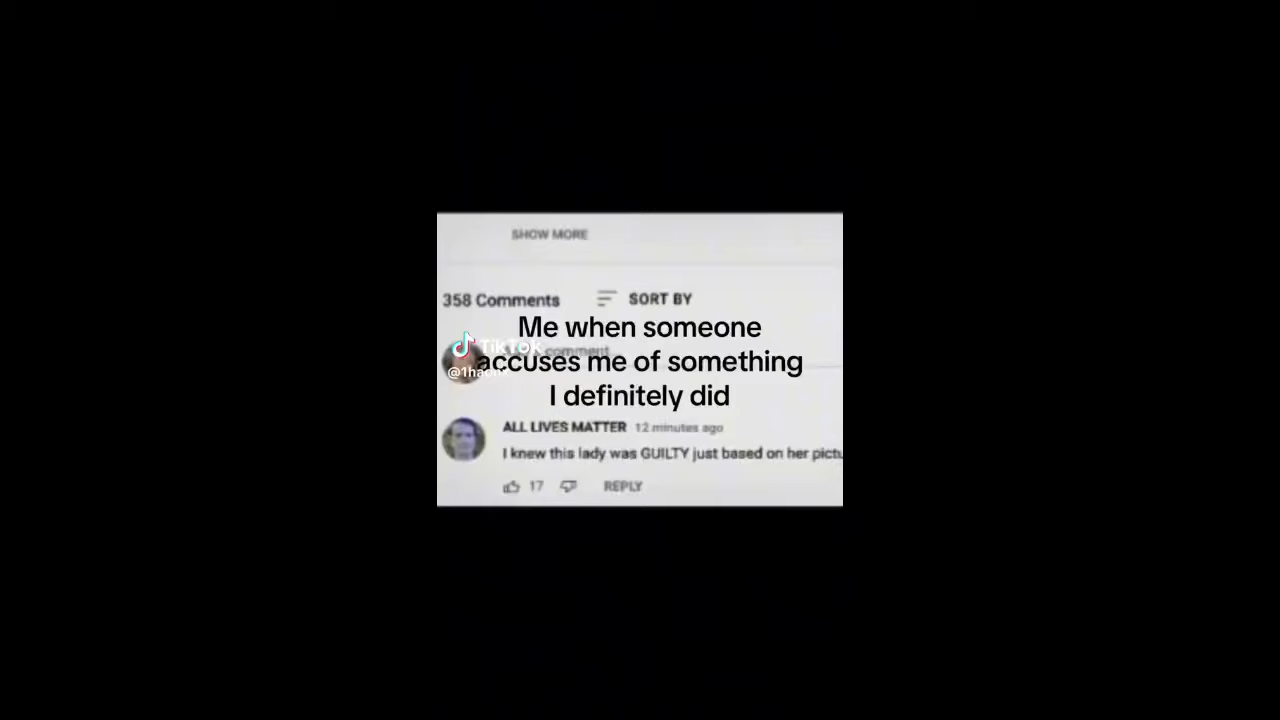 SHOW MORE
358 Comments
SORT BY
Me when someone
TikTok
comment
accuses me of something
I definitely did
ALL LIVES MATTER 12 minutes ago
I knew this lady was GUILTY just based on her
17 REPLY